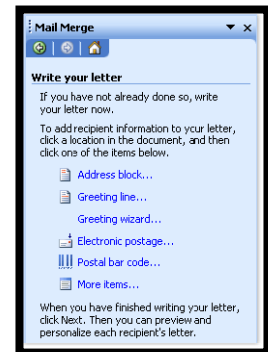 Mail Merge
Write your letter
If you have not already done so, write
your letter now.
To add recipient information to your letter,
click a location in the document, and then
click one of the items below.
Address block...
Greeting line...
Greeting wizard...
Electronic postage...
Postal bar code...
More items...
When you have finished writing your letter,
click Next. Then you can preview and
personalize each recipient's letter.